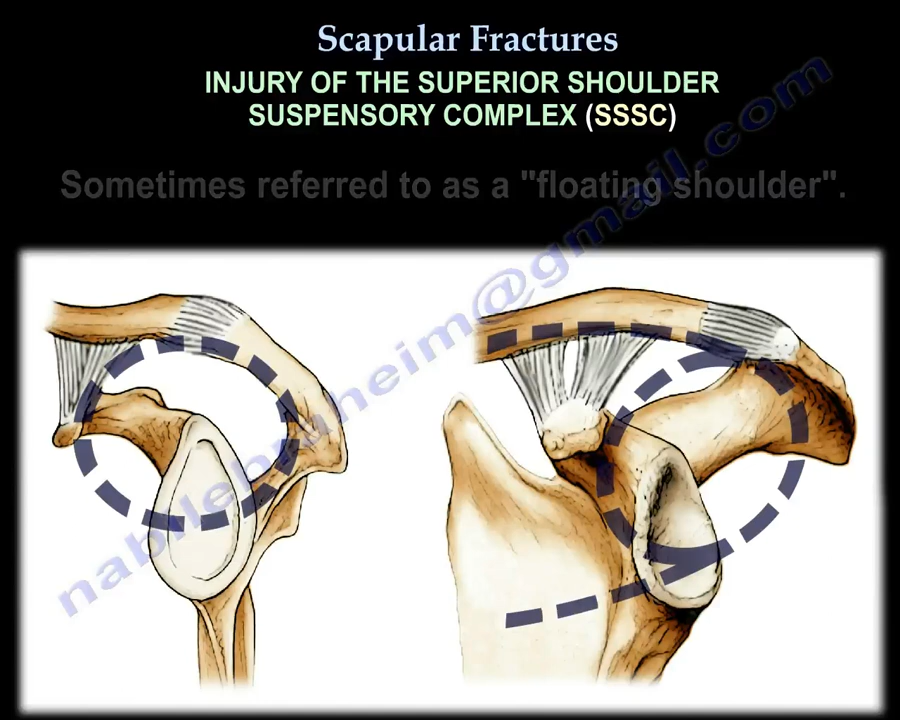 Scapular Fractures
INJURY OF THE SUPERIOR SHOULDER
SUSPENSORY COMPLEX (SSSC)
Sometimes referred to as a "floating shoulder".
nabilebraheim@gmail.com